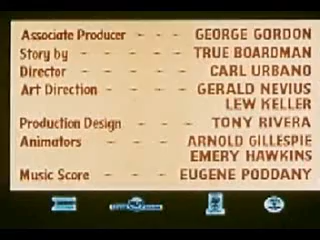 Associate Producer - - - GEORGE GORDON
Story by - - - - - TRUE BOARDMAN
Director - - - - - CARL URBANO
Art Direction - - - - GERALD NEVIUS
LEW KELLER
Production Design - - - TONY RIVERA
Animators - - - - ARNOLD GILLESPIE
EMERY HAWKINS
Music Score - - - - EUGENE PODDANY